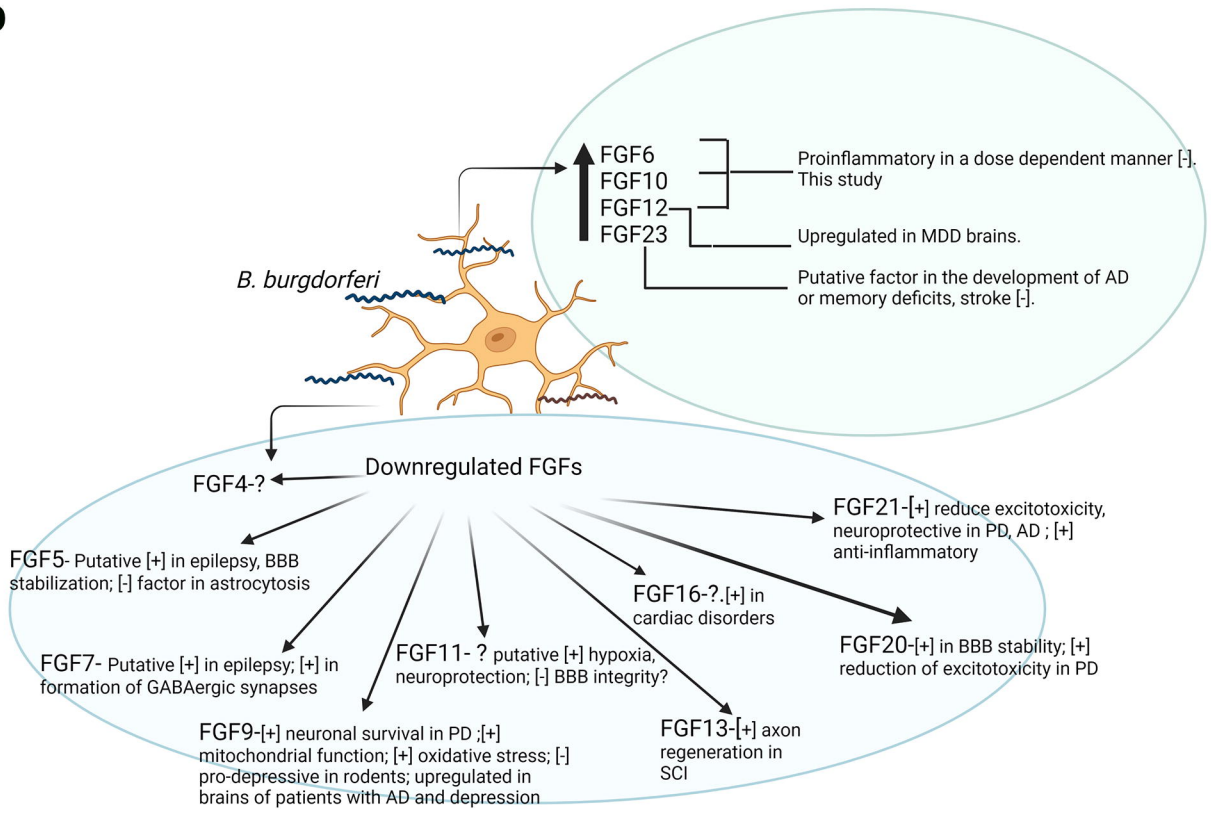 FGF6
FGF10
FGF12
FGF23
Proinflammatory in a dose dependent manner [-].
This study
Upregulated in MDD brains.
Putative factor in the development of AD
or memory deficits, stroke [-].
B. burgdorferi
Downregulated FGFs
FGF4-?
FGF5- Putative [+] in epilepsy, BBB
stabilization; [-] factor in astrocytosis
FGF7- Putative [+] in epilepsy; [+] in
formation of GABAergic synapses
FGF9-[+] neuronal survival in PD ;[+]
mitochondrial function; [+] oxidative stress; [-]
pro-depressive in rodents; upregulated in
brains of patients with AD and depression
FGF11- ? putative [+] hypoxia,
neuroprotection; [-] BBB integrity?
FGF13-[+] axon
regeneration in
SCI
FGF16-?.[+] in
cardiac disorders
FGF20-[+] in BBB stability; [+]
reduction of excitotoxicity in PD
FGF21-[+] reduce excitotoxicity,
neuroprotective in PD, AD ; [+]
anti-inflammatory